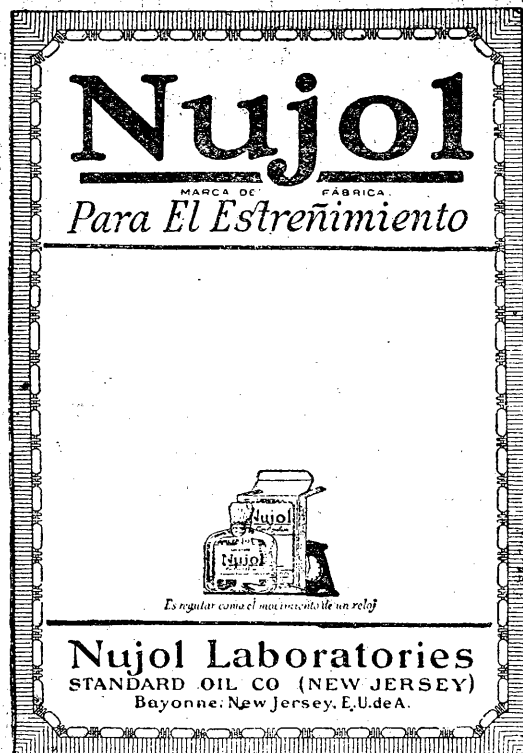 Nujol
MARCA DE FÁBRICA.
Para El Estreñimiento
Nujol
Nujol
Es regular como el movimiento de un reloj
Nujol Laboratories
STANDARD OIL CO (NEW JERSEY)
Bayonne, New Jersey, E.U.deA.